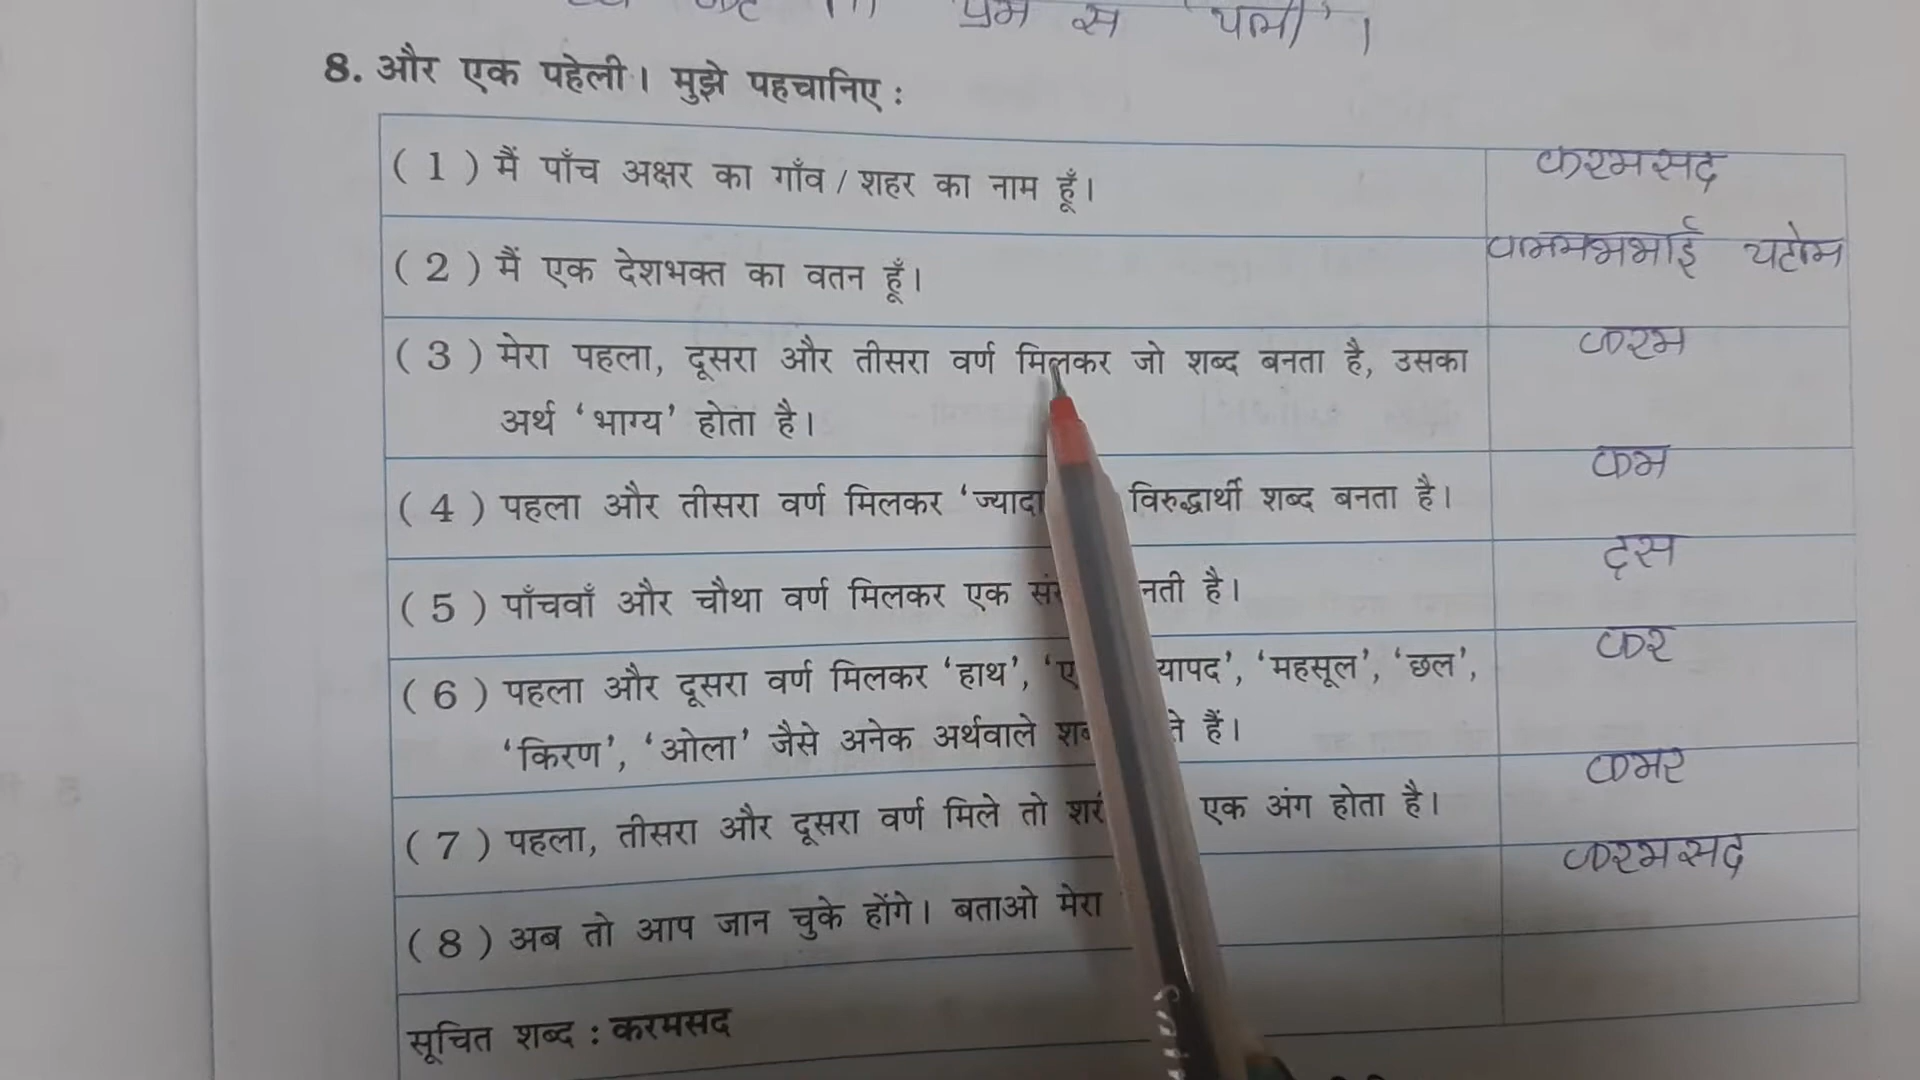 प्रेम से
8. और एक पहेली। मुझे पहचानिए :
( 1 ) मैं पाँच अक्षर का गाँव / शहर का नाम हूँ। करमसद
( 2 ) मैं एक देशभक्त का वतन हूँ। वल्लभभाई पटेल
( 3 ) मेरा पहला, दूसरा और तीसरा वर्ण मिलकर जो शब्द बनता है, उसका करम
अर्थ ‘भाग्य’ होता है।
( 4 ) पहला और तीसरा वर्ण मिलकर ‘ज्यादा विरुद्धार्थी शब्द बनता है। कम
( 5 ) पाँचवाँ और चौथा वर्ण मिलकर एक है। दस
( 6 ) पहला और दूसरा वर्ण मिलकर ‘हाथ’, ‘महसूल’, ‘छल’, कर
‘किरण’, ‘ओला’ जैसे अनेक अर्थवाले हैं।
( 7 ) पहला, तीसरा और दूसरा वर्ण मिले तो एक अंग होता है। कमर
( 8 ) अब तो आप जान चुके होंगे। बताओ मेरा करमसद
सूचित शब्द : करमसद